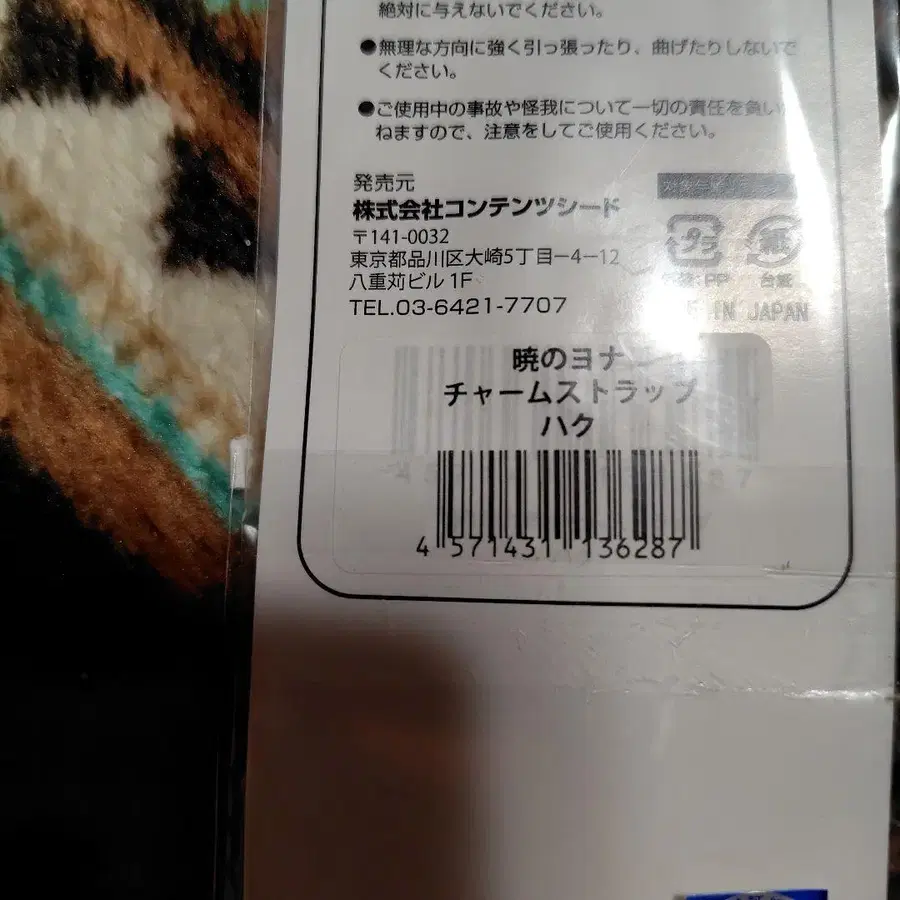 絶対に与えないでください。
●無理な方向に強く引っ張ったり、曲げたりしないで
ください。
●ご使用中の事故や怪我について一切の責任を負い
ねますので、注意をしてご使用ください。
発売元
株式会社コンテンツシード
〒141-0032
東京都品川区大崎5丁目-4-12
八重苅ビル1F
TEL.03-6421-7707
PP
台紙
IN JAPAN
暁のヨナ
チャームストラップ
ハク
4 571431 136287